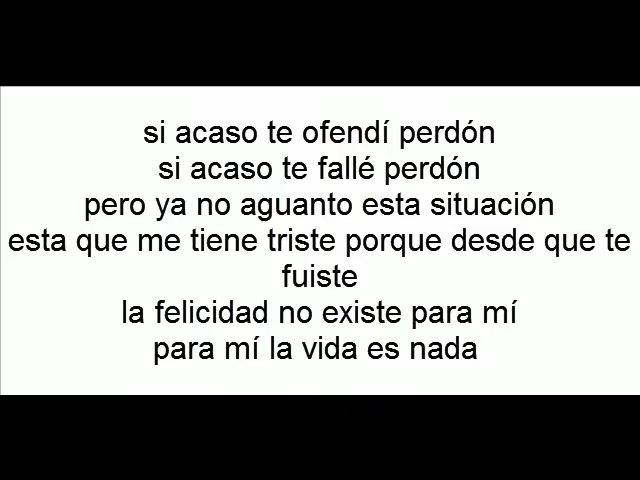 si acaso te ofendí perdón
si acaso te fallé perdón
pero ya no aguanto esta situación
esta que me tiene triste porque desde que te
fuiste
la felicidad no existe para mí
para mí la vida es nada